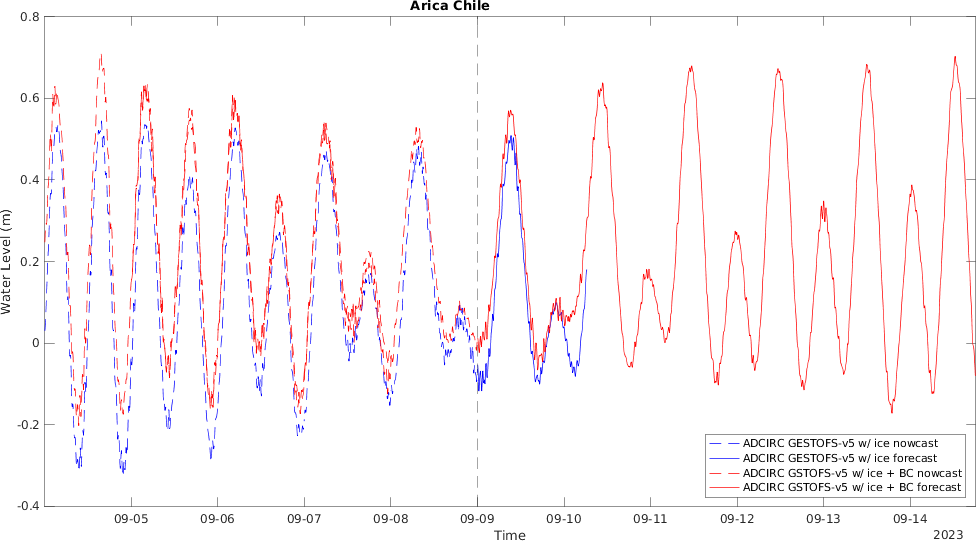 Arica Chile
0.8
0.6
0.4
0.2
0
-0.2
-0.4
Water Level (m)
09-05 09-06 09-07 09-08 09-09 09-10 09-11 09-12 09-13 09-14
Time
2023
ADCIRC GESTOFS-v5 w/ ice nowcast
ADCIRC GESTOFS-v5 w/ ice forecast
ADCIRC GSTOFS-v5 w/ ice + BC nowcast
ADCIRC GSTOFS-v5 w/ ice + BC forecast